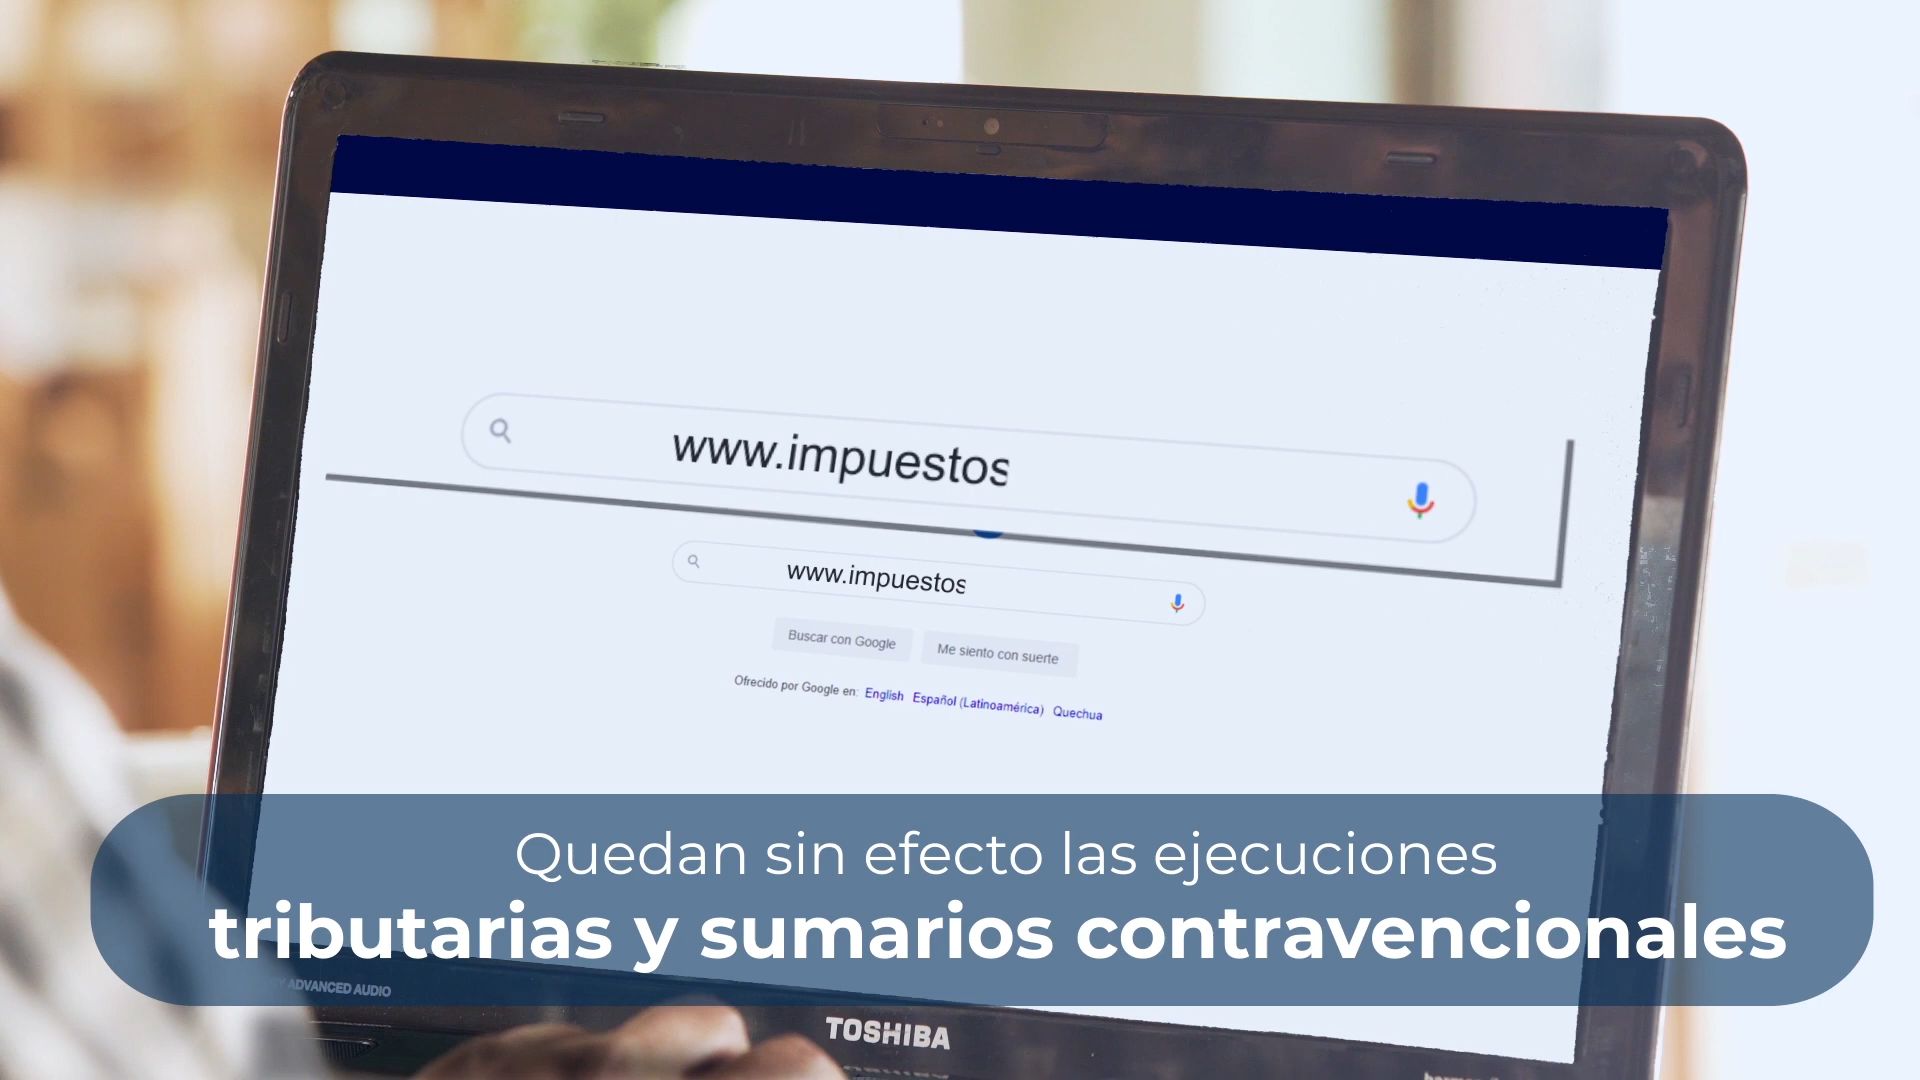 www.impuestos
www.impuestos
Buscar con Google
Me siento con suerte
Ofrecido por Google en: English Español (Latinoamérica) Quechua
Quedan sin efecto las ejecuciones
tributarias y sumarios contravencionales
ADVANCED AUDIO
TOSHIBA